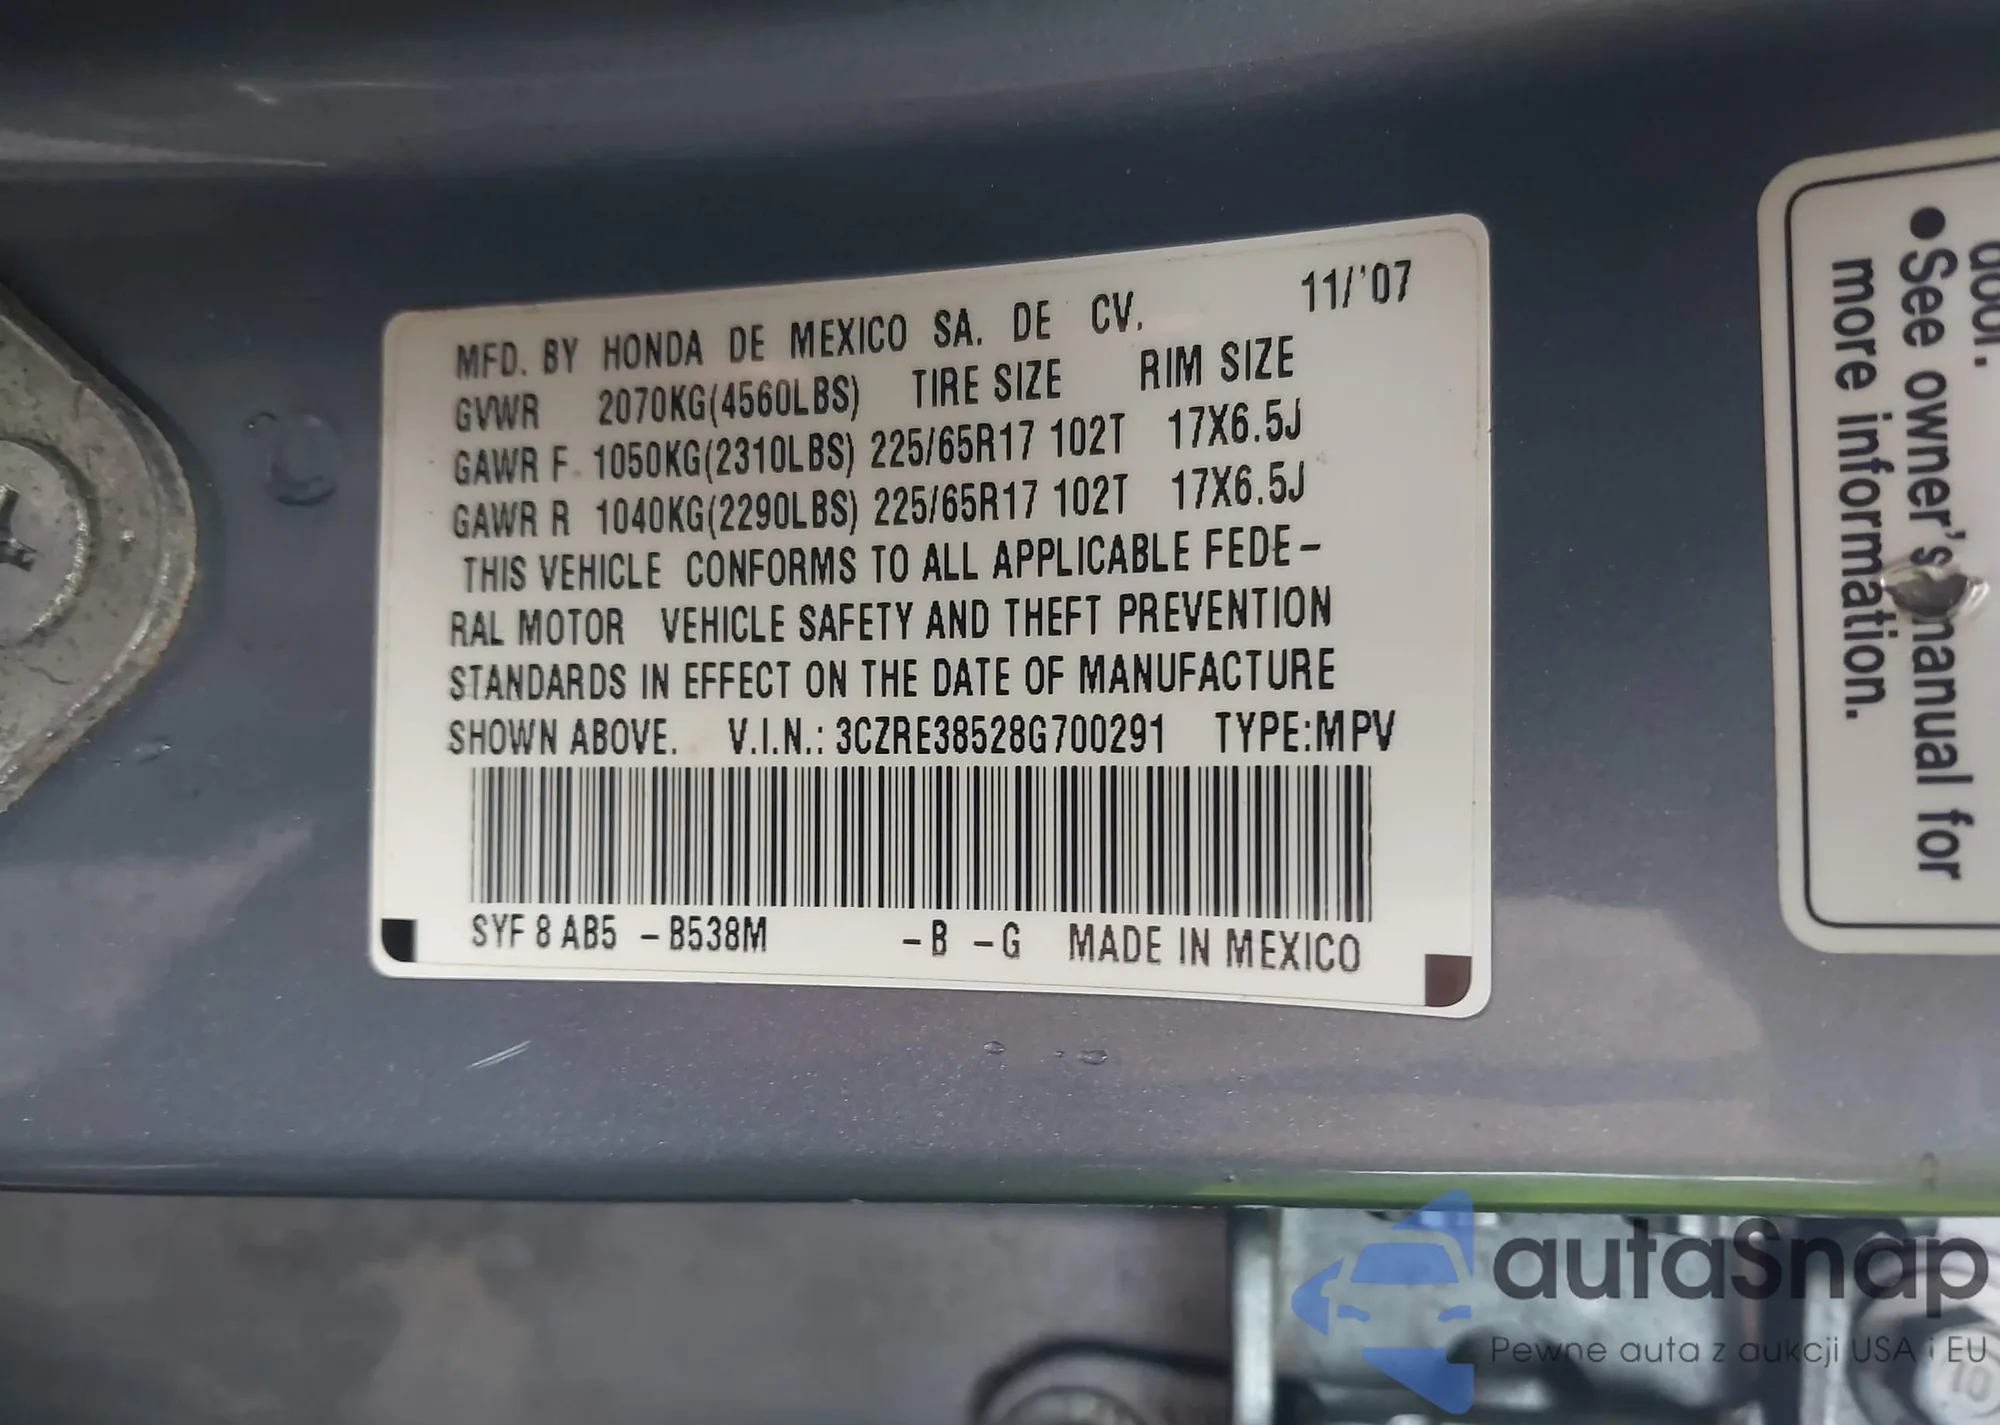 MFD. BY HONDA DE MEXICO SA. DE CV. 11/'07
GVWR 2070KG(4560LBS) TIRE SIZE RIM SIZE
GAWR F 1050KG(2310LBS) 225/65R17 102T 17X6.5J
GAWR R 1040KG(2290LBS) 225/65R17 102T 17X6.5J
THIS VEHICLE CONFORMS TO ALL APPLICABLE FEDE-
RAL MOTOR VEHICLE SAFETY AND THEFT PREVENTION
STANDARDS IN EFFECT ON THE DATE OF MANUFACTURE
SHOWN ABOVE. V.I.N.: 3CZRE38528G700291 TYPE:MPV
SYF 8 AB5 -B538M -B -G MADE IN MEXICO
door.
•See owner's manual for
more information.
autaSnap
Pewne auta z aukcji USA i EU
10